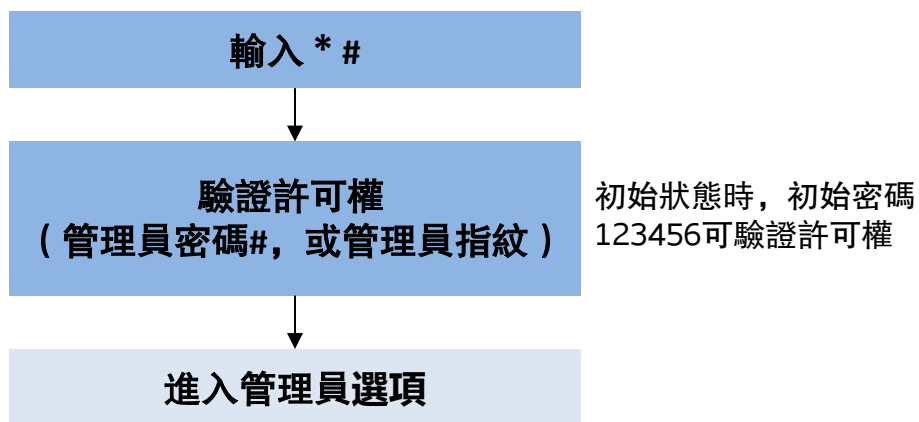 輸入 * #
驗證許可權
（管理員密碼#，或管理員指紋）
初始狀態時，初始密碼
123456可驗證許可權
進入管理員選項